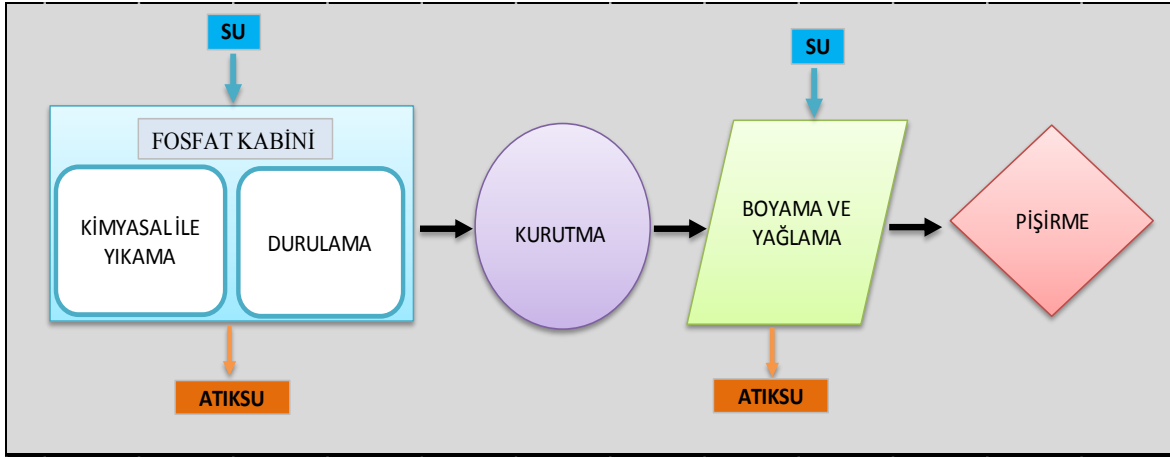 SU
SU
FOSFAT KABİNİ
KİMYASAL İLE
YIKAMA
DURULAMA
KURUTMA
BOYAMA VE
YAĞLAMA
PİŞİRME
ATIKSU
ATIKSU